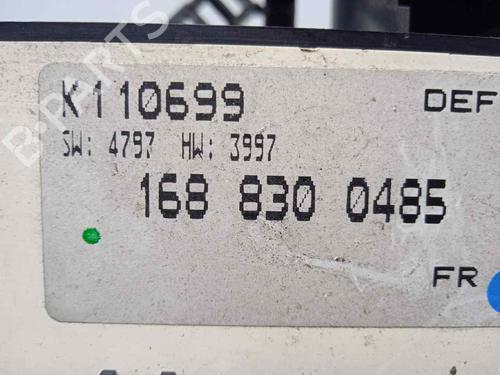 K110699
DEF
SW: 4797 HW: 3997
168 830 0485
FR
B-PARTS